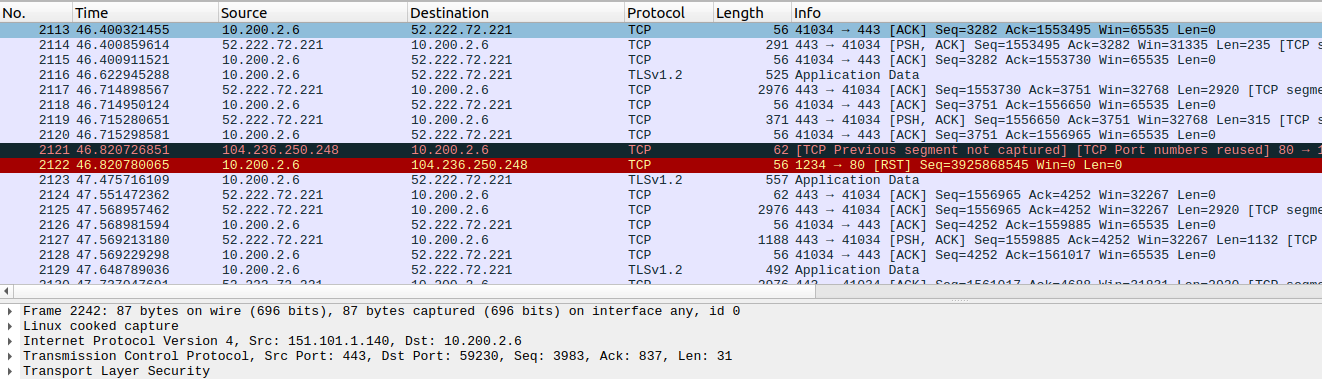 No. Time Source Destination Protocol Length Info
2113 46.400321455 10.200.2.6 52.222.72.221 TCP 56 41034 → 443 [ACK] Seq=3282 Ack=1553495 Win=65535 Len=0
2114 46.400859614 52.222.72.221 10.200.2.6 TCP 291 443 → 41034 [PSH, ACK] Seq=1553495 Ack=3282 Win=31335 Len=235 [TCP s
2115 46.400911521 10.200.2.6 52.222.72.221 TCP 56 41034 → 443 [ACK] Seq=3282 Ack=1553730 Win=65535 Len=0
2116 46.622945288 10.200.2.6 52.222.72.221 TLSv1.2 525 Application Data
2117 46.714898567 52.222.72.221 10.200.2.6 TCP 2976 443 → 41034 [ACK] Seq=1553730 Ack=3751 Win=32768 Len=2920 [TCP segme
2118 46.714950124 10.200.2.6 52.222.72.221 TCP 56 41034 → 443 [ACK] Seq=3751 Ack=1556650 Win=65535 Len=0
2119 46.715280651 52.222.72.221 10.200.2.6 TCP 371 443 → 41034 [PSH, ACK] Seq=1556650 Ack=3751 Win=32768 Len=315 [TCP s
2120 46.715298581 10.200.2.6 52.222.72.221 TCP 56 41034 → 443 [ACK] Seq=3751 Ack=1556965 Win=65535 Len=0
2121 46.820726851 104.236.250.248 10.200.2.6 TCP 62 [TCP Previous segment not captured] [TCP Port numbers reused] 80 → 1
2122 46.820780065 10.200.2.6 104.236.250.248 TCP 56 1234 → 80 [RST] Seq=3925868545 Win=0 Len=0
2123 47.475716109 10.200.2.6 52.222.72.221 TLSv1.2 557 Application Data
2124 47.551472362 52.222.72.221 10.200.2.6 TCP 62 443 → 41034 [ACK] Seq=1556965 Ack=4252 Win=32267 Len=0
2125 47.568957462 52.222.72.221 10.200.2.6 TCP 2976 443 → 41034 [ACK] Seq=1556965 Ack=4252 Win=32267 Len=2920 [TCP segme
2126 47.568981594 10.200.2.6 52.222.72.221 TCP 56 41034 → 443 [ACK] Seq=4252 Ack=1559885 Win=65535 Len=0
2127 47.569213180 52.222.72.221 10.200.2.6 TCP 1188 443 → 41034 [PSH, ACK] Seq=1559885 Ack=4252 Win=32267 Len=1132 [TCP
2128 47.569229298 10.200.2.6 52.222.72.221 TCP 56 41034 → 443 [ACK] Seq=4252 Ack=1561017 Win=65535 Len=0
2129 47.648789036 10.200.2.6 52.222.72.221 TLSv1.2 492 Application Data
Frame 2242: 87 bytes on wire (696 bits), 87 bytes captured (696 bits) on interface any, id 0
Linux cooked capture
Internet Protocol Version 4, Src: 151.101.1.140, Dst: 10.200.2.6
Transmission Control Protocol, Src Port: 443, Dst Port: 59230, Seq: 3983, Ack: 837, Len: 31
Transport Layer Security